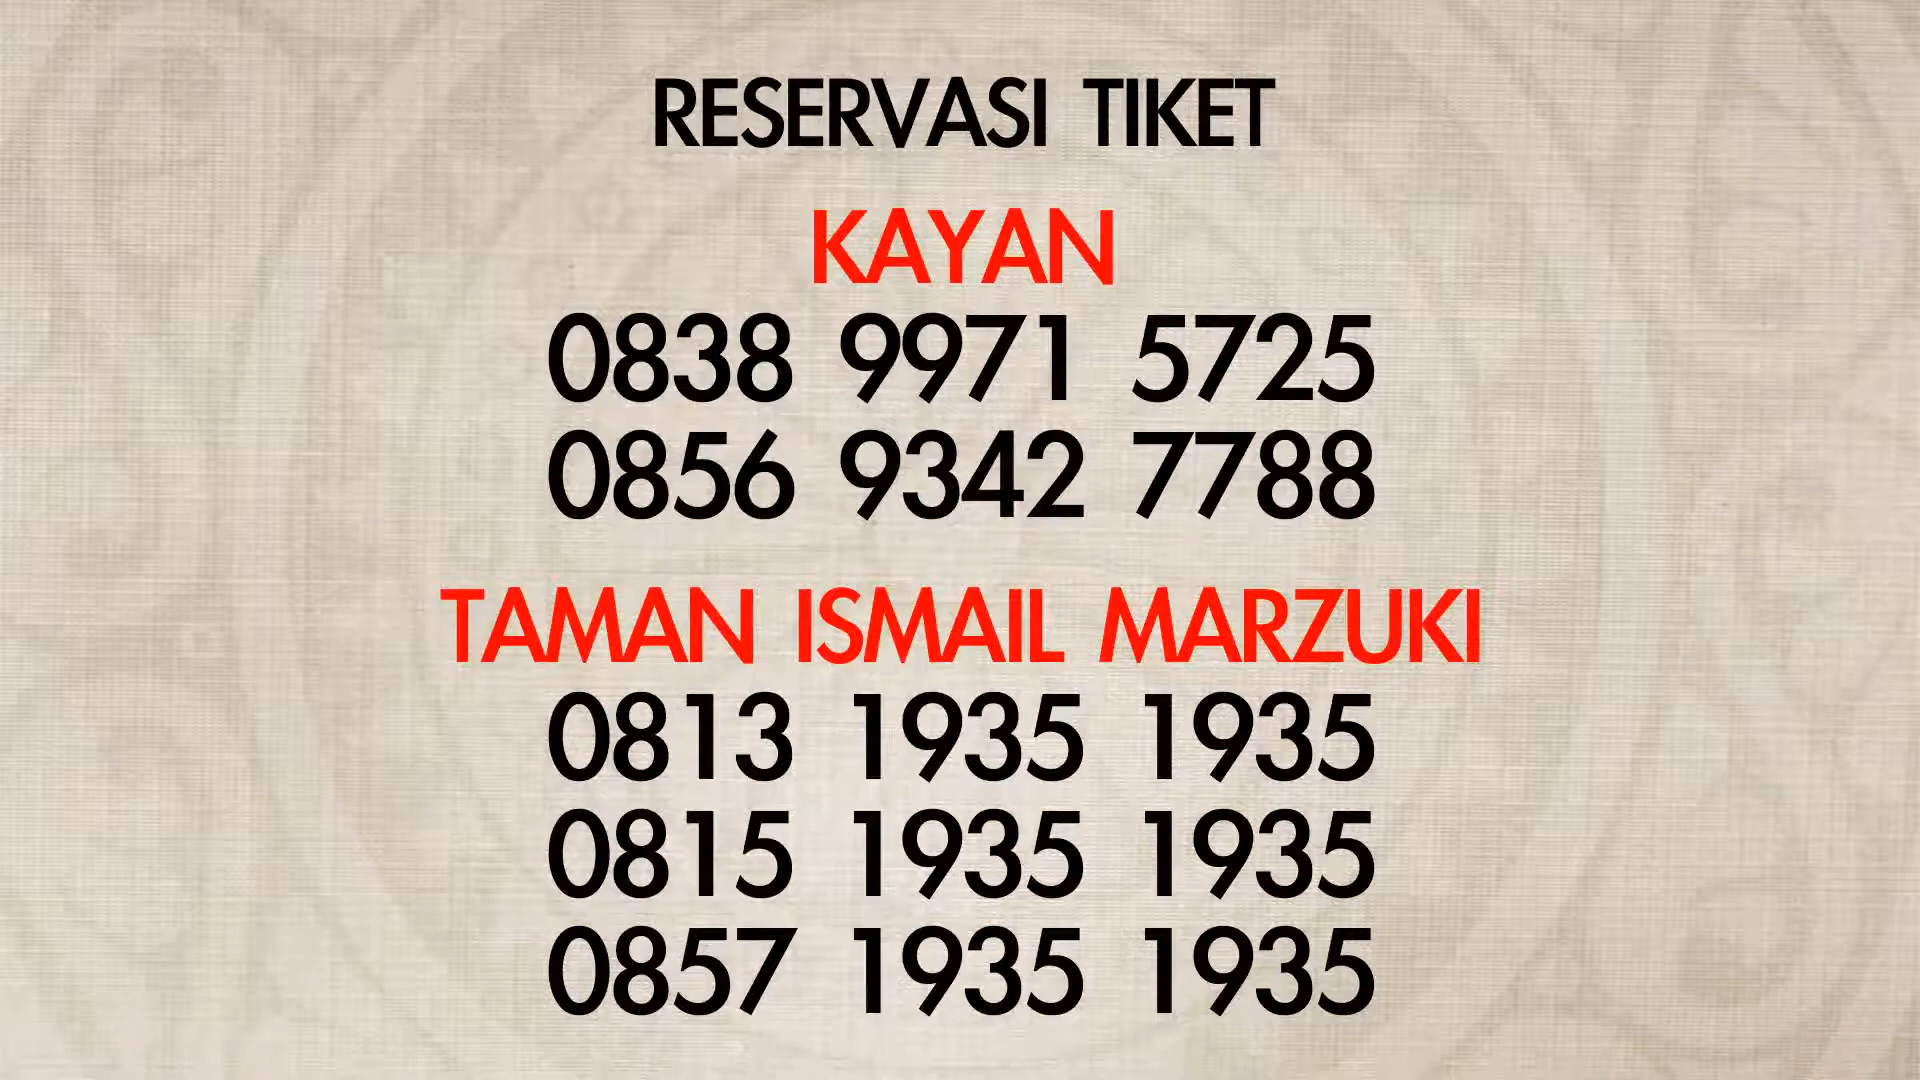 RESERVASI TIKET
KAYAN
0838 9971 5725
0856 9342 7788
TAMAN ISMAIL MARZUKI
0813 1935 1935
0815 1935 1935
0857 1935 1935